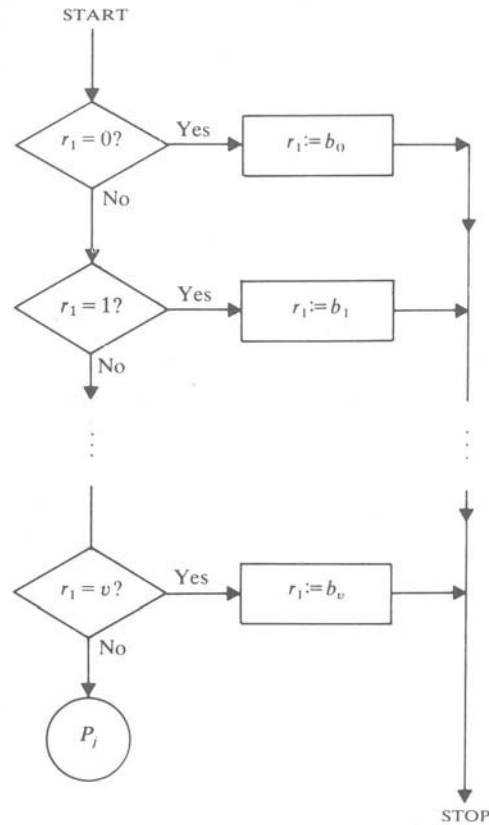 START
r₁ = 0?
Yes
r₁ := b₀
No
r₁ = 1?
Yes
r₁ := b₁
No
⋮
⋮
r₁ = v?
Yes
r₁ := bᵥ
No
Pⱼ
STOP